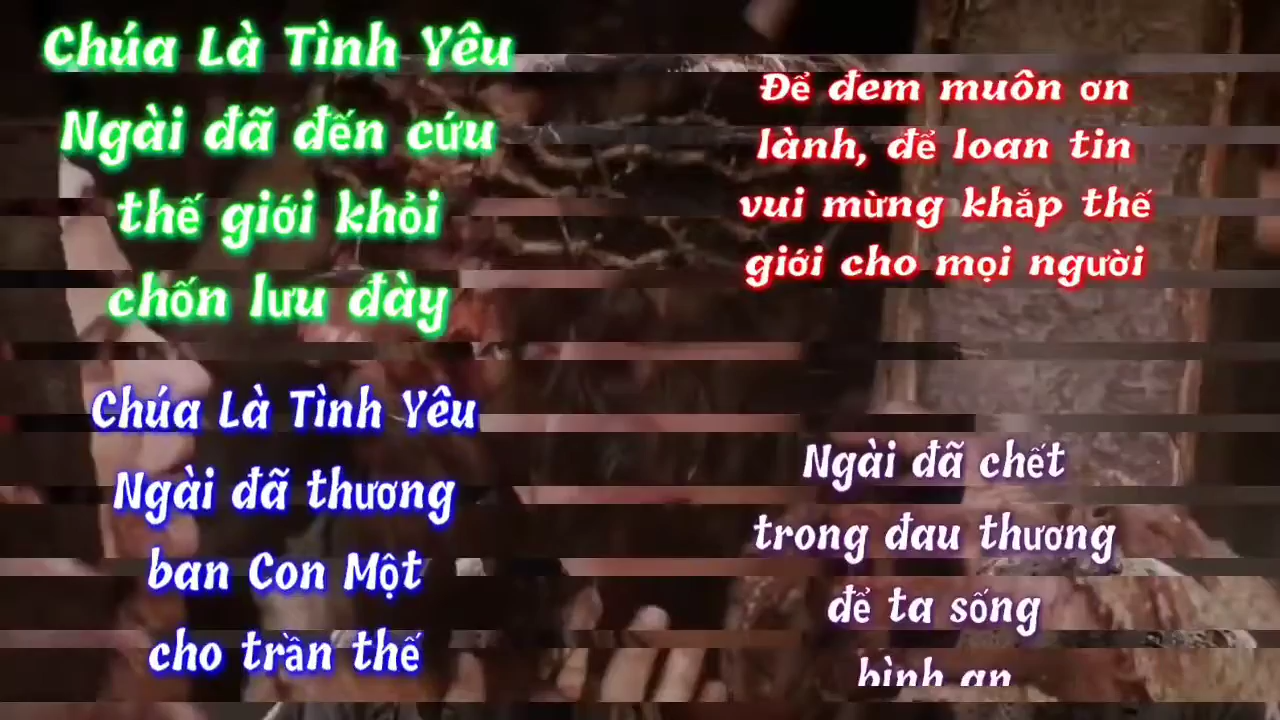 Chúa Là Tình Yêu
Ngài đã đến cứu
thế giới khỏi
chốn lưu đày
Để đem muôn ơn
lành, để loan tin
vui mừng khắp thế
giới cho mọi người
Chúa Là Tình Yêu
Ngài đã thương
ban Con Một
cho trần thế
Ngài đã chết
trong đau thương
để ta sống
bình an